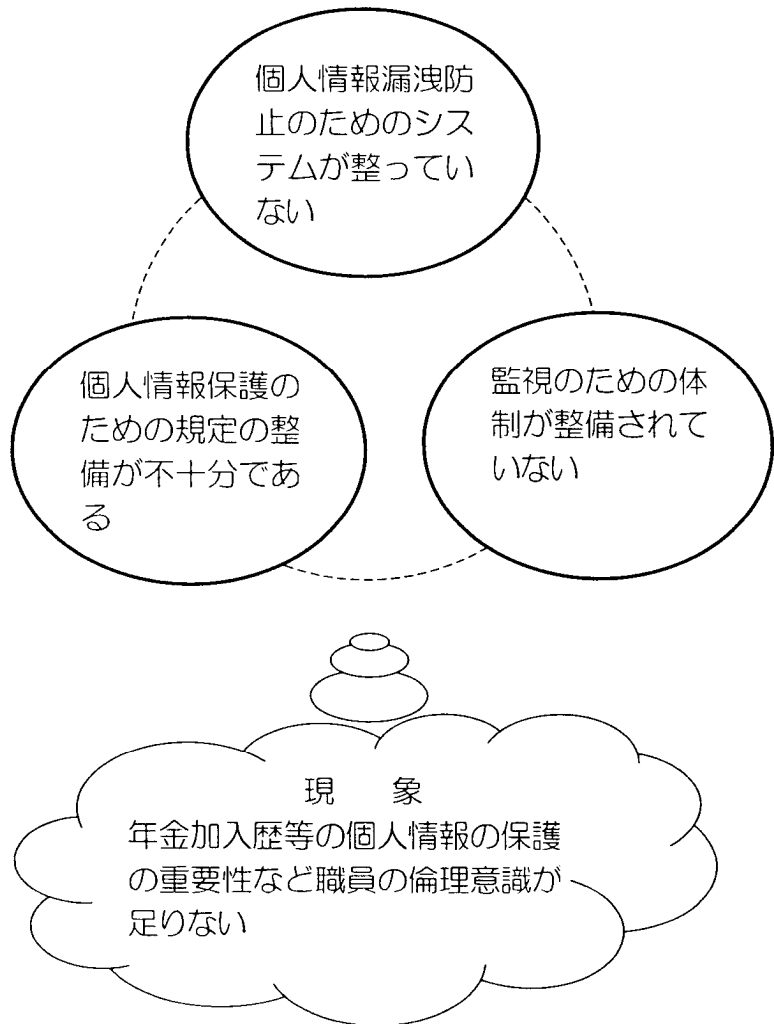 個人情報漏洩防
止のためのシス
テムが整ってい
ない
個人情報保護の
ための規定の整
備が不十分であ
る
監視のための体
制が整備されて
いない
現　象
年金加入歴等の個人情報の保護
の重要性など職員の倫理意識が
足りない